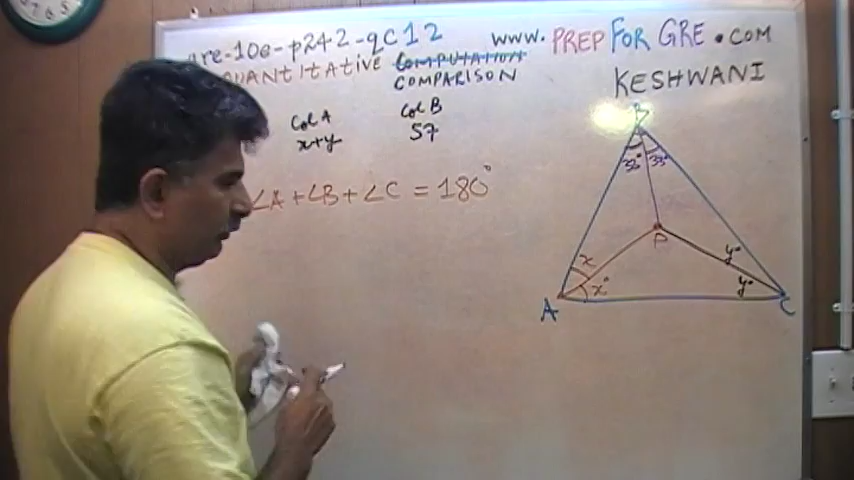 gre-10e-p242-qc12
www.PREPFORGRE.COM
QUANTITATIVE COMPUTATION
COMPARISON
KESHWANI
Col A
Col B
x+y
57
∠A+∠B+∠C=180°
B
33° 33°
P
x
x°
y°
y°
A
C